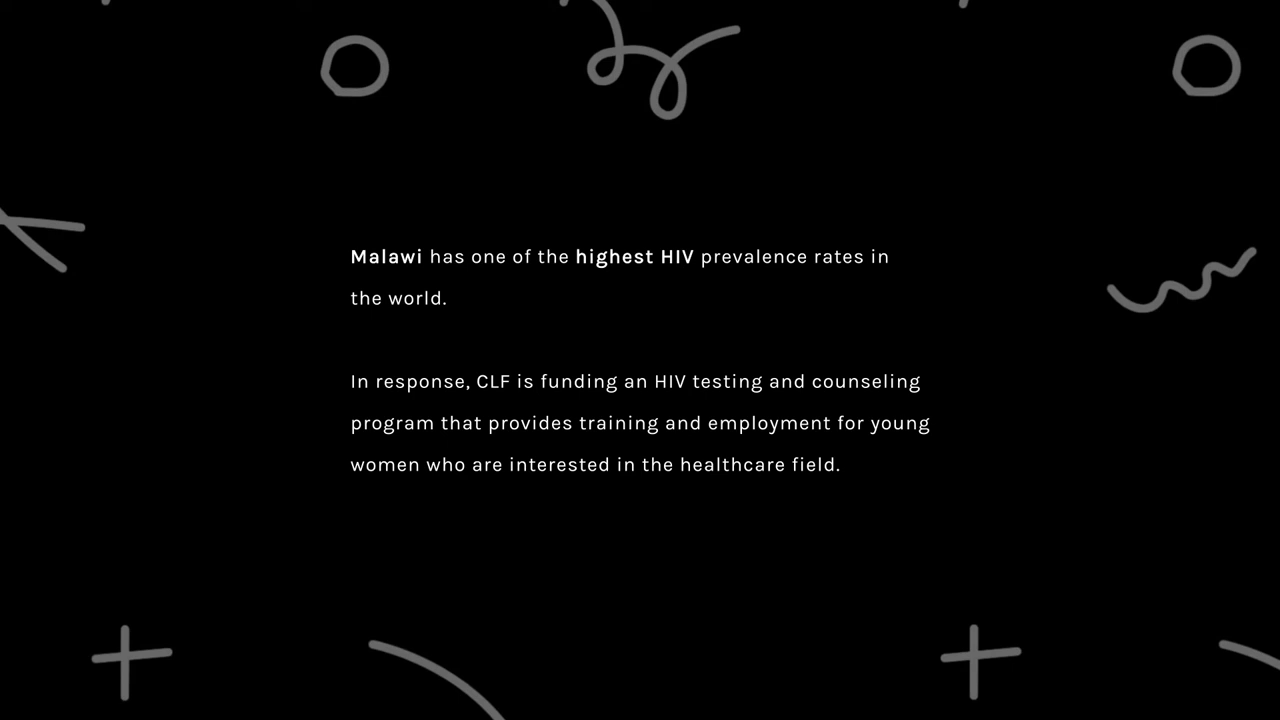 Malawi has one of the highest HIV prevalence rates in
the world.
In response, CLF is funding an HIV testing and counseling
program that provides training and employment for young
women who are interested in the healthcare field.